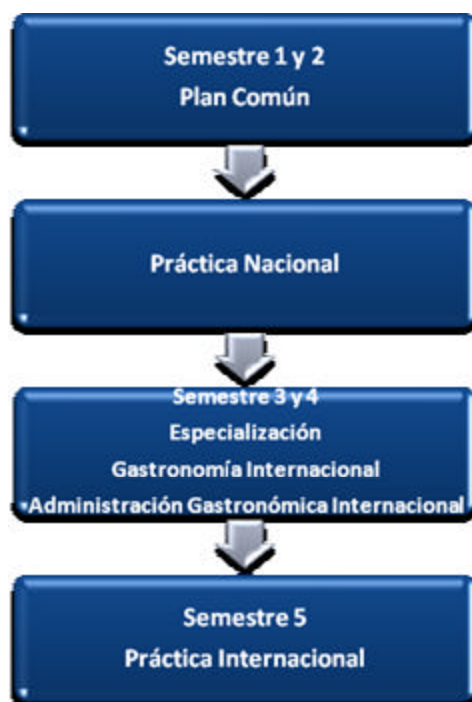 Semestre 1 y 2
Plan Común
Práctica Nacional
Semestre 3 y 4
Especialización
Gastronomía Internacional
Administración Gastronómica Internacional
Semestre 5
Práctica Internacional